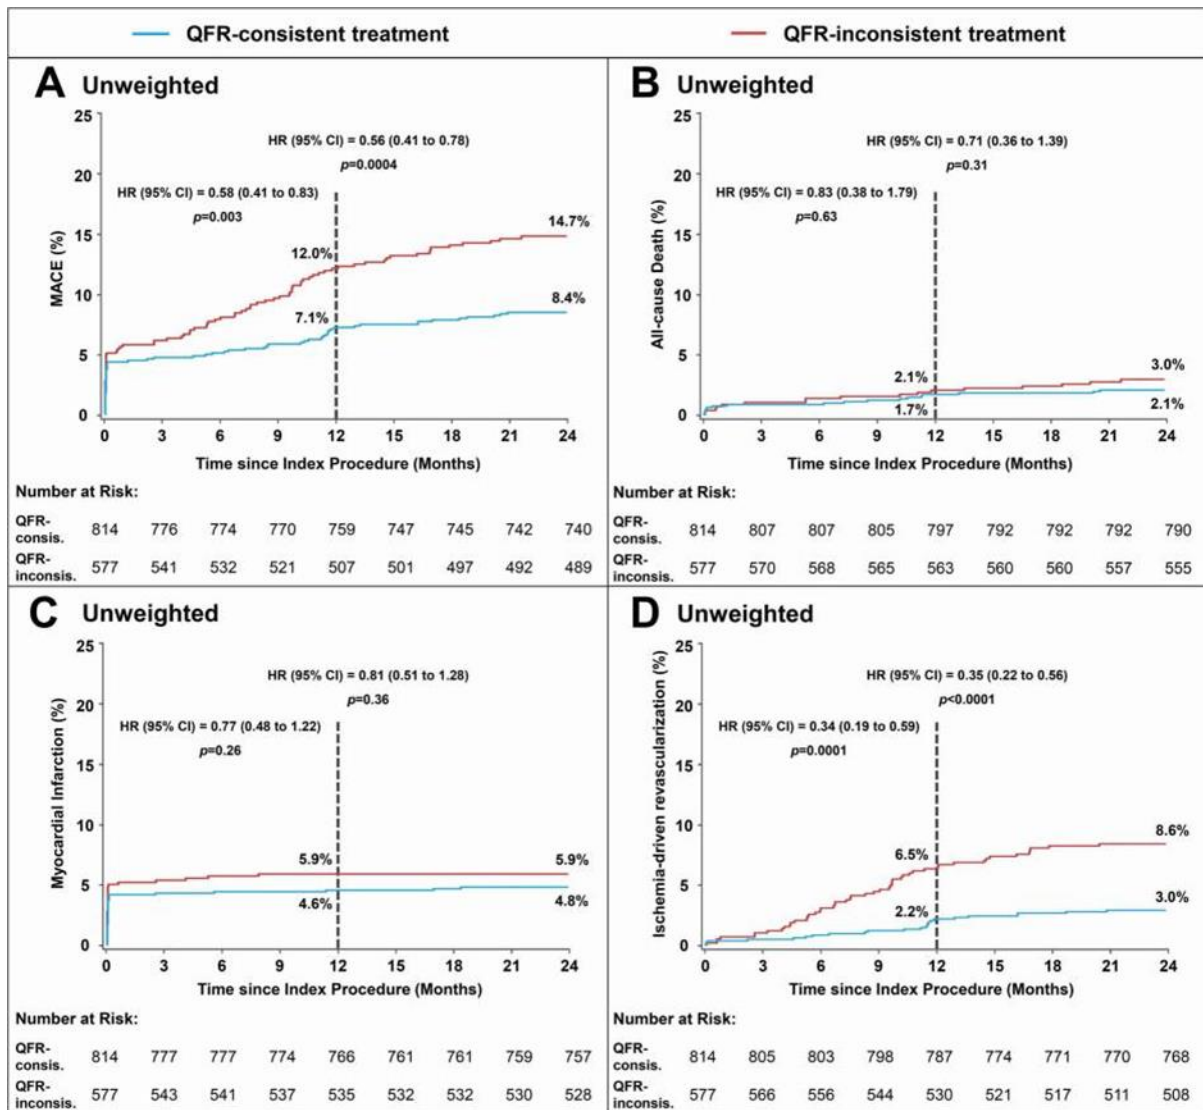 QFR-consistent treatment QFR-inconsistent treatment
A Unweighted
25
20
15
10
5
0
MACE (%)
HR (95% CI) = 0.56 (0.41 to 0.78)
p=0.0004
HR (95% CI) = 0.58 (0.41 to 0.83)
p=0.003
14.7%
12.0%
8.4%
7.1%
0 3 6 9 12 15 18 21 24
Time since Index Procedure (Months)
Number at Risk:
QFR-
consis. 814 776 774 770 759 747 745 742 740
QFR-
inconsis. 577 541 532 521 507 501 497 492 489
B Unweighted
25
20
15
10
5
0
All-cause Death (%)
HR (95% CI) = 0.71 (0.36 to 1.39)
p=0.31
HR (95% CI) = 0.83 (0.38 to 1.79)
p=0.63
3.0%
2.1%
1.7%
2.1%
0 3 6 9 12 15 18 21 24
Time since Index Procedure (Months)
Number at Risk:
QFR-
consis. 814 807 807 805 797 792 792 792 790
QFR-
inconsis. 577 570 568 565 563 560 560 557 555
C Unweighted
25
20
15
10
5
0
Myocardial Infarction (%)
HR (95% CI) = 0.81 (0.51 to 1.28)
p=0.36
HR (95% CI) = 0.77 (0.48 to 1.22)
p=0.26
5.9%
5.9%
4.6%
4.8%
0 3 6 9 12 15 18 21 24
Time since Index Procedure (Months)
Number at Risk:
QFR-
consis. 814 777 777 774 766 761 761 759 757
QFR-
inconsis. 577 543 541 537 535 532 532 530 528
D Unweighted
25
20
15
10
5
0
Ischemia-driven revascularization (%)
HR (95% CI) = 0.35 (0.22 to 0.56)
p<0.0001
HR (95% CI) = 0.34 (0.19 to 0.59)
p=0.0001
8.6%
6.5%
2.2%
3.0%
0 3 6 9 12 15 18 21 24
Time since Index Procedure (Months)
Number at Risk:
QFR-
consis. 814 805 803 798 787 774 771 770 768
QFR-
inconsis. 577 566 556 544 530 521 517 511 508